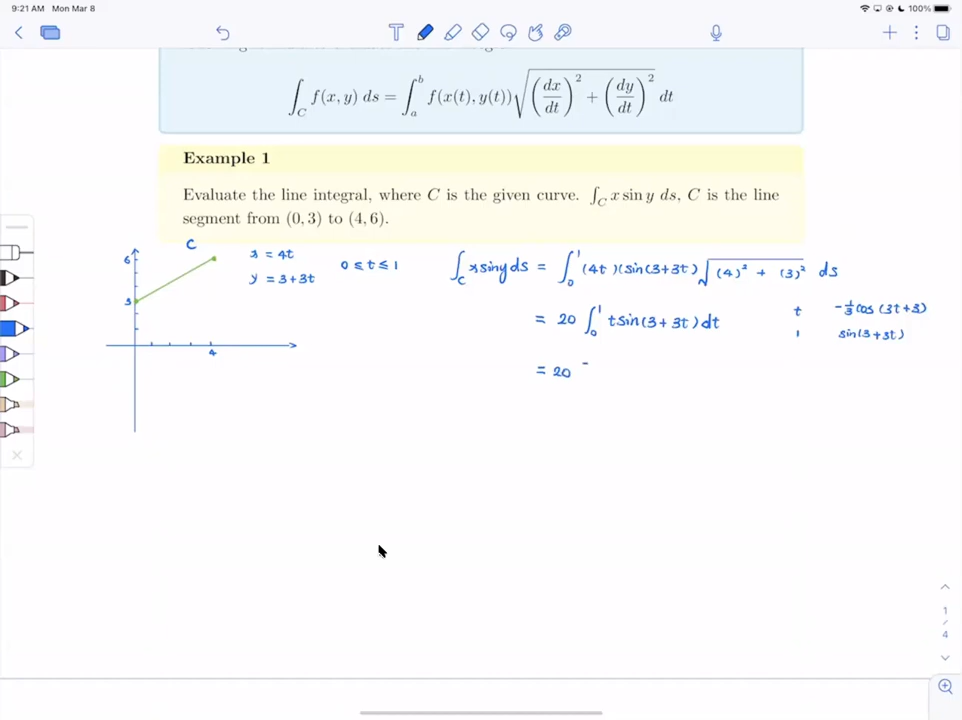 9:21 AM Mon Mar 8
100%
∫_C f(x, y) ds = ∫_a^b f(x(t), y(t)) √((dx/dt)^2 + (dy/dt)^2) dt
Example 1
Evaluate the line integral, where C is the given curve. ∫_C x sin y ds, C is the line
segment from (0, 3) to (4, 6).
C
6
3
4
x = 4t
y = 3+3t
0 ≤ t ≤ 1
∫_C x sin y ds = ∫_0^1 (4t)(sin(3+3t) √((4)^2 + (3)^2) ds
= 20 ∫_0^1 t sin(3+3t) dt
t -1/3 cos(3t+3)
1 sin(3+3t)
= 20
1
/
4